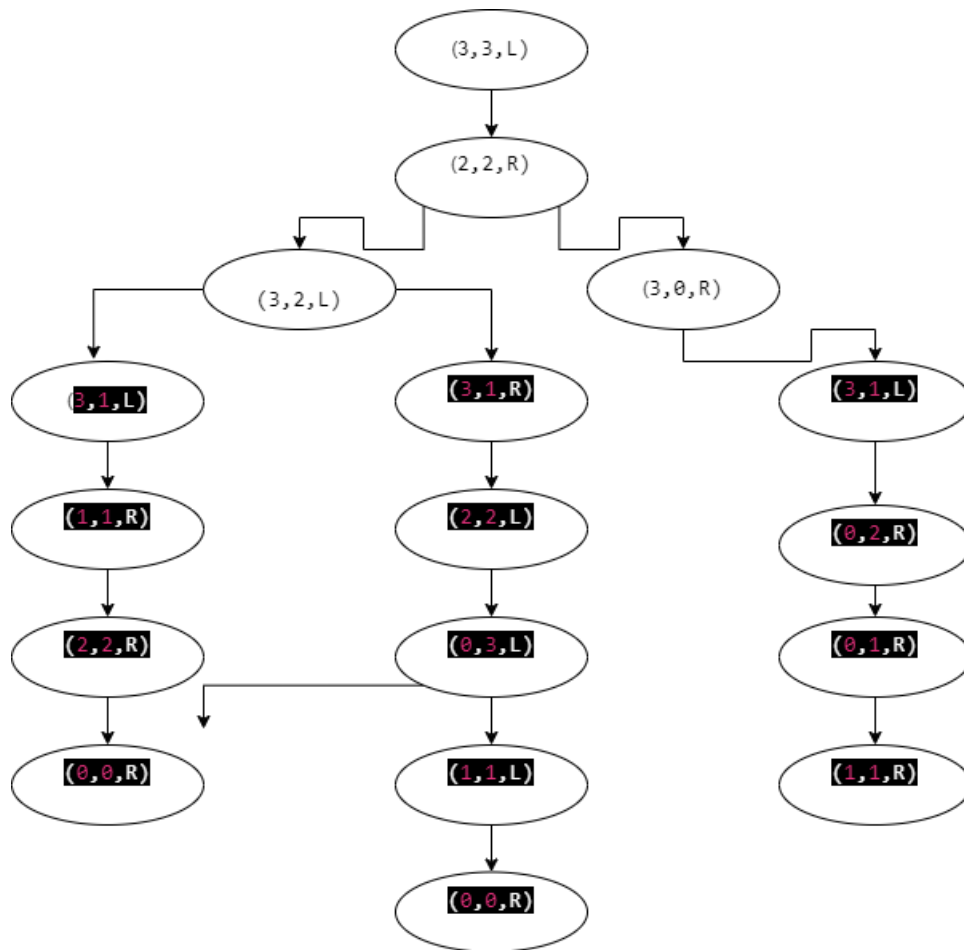 (3,3,L)
(2,2,R)
(3,2,L)
(3,0,R)
(3,1,L)
(3,1,R)
(3,1,L)
(1,1,R)
(2,2,L)
(0,2,R)
(2,2,R)
(0,3,L)
(0,1,R)
(0,0,R)
(1,1,L)
(1,1,R)
(0,0,R)